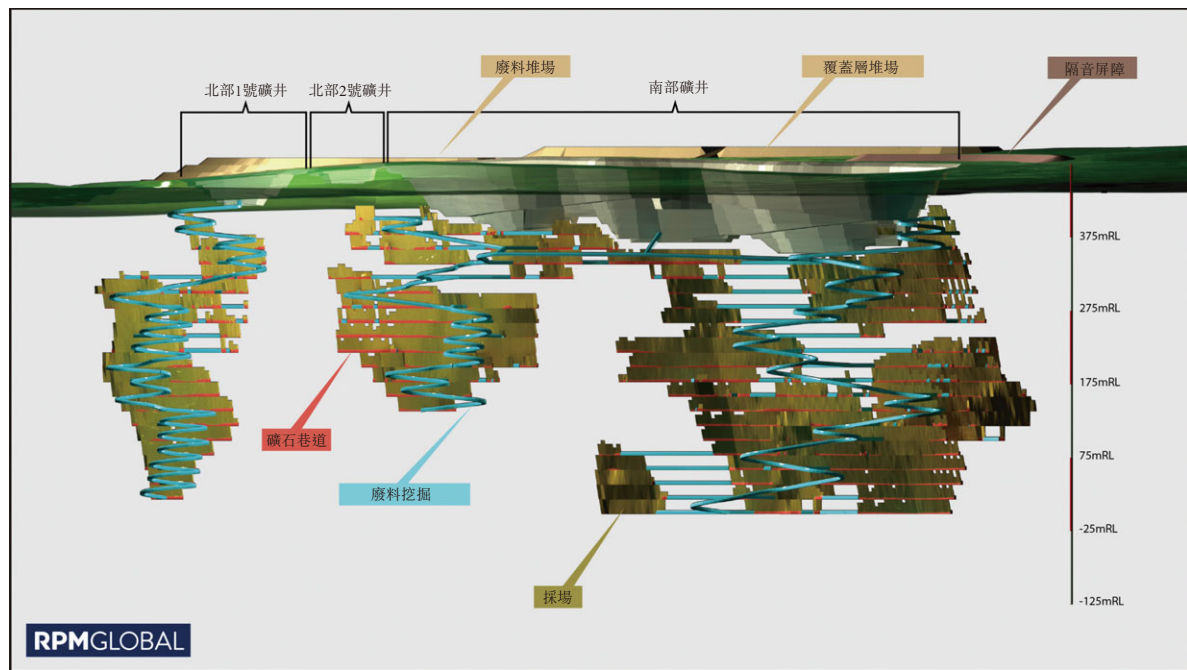 廢料堆場
覆蓋層堆場
隔音屏障
北部1號礦井
北部2號礦井
南部礦井
375mRL
275mRL
175mRL
礦石巷道
75mRL
廢料挖掘
-25mRL
採場
-125mRL
RPMGLOBAL